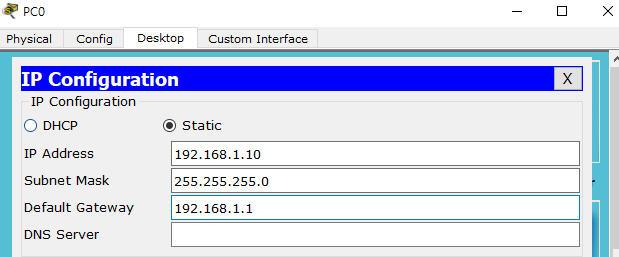 PC0
Physical Config Desktop Custom Interface
IP Configuration X
IP Configuration
DHCP Static
IP Address 192.168.1.10
Subnet Mask 255.255.255.0
Default Gateway 192.168.1.1
DNS Server